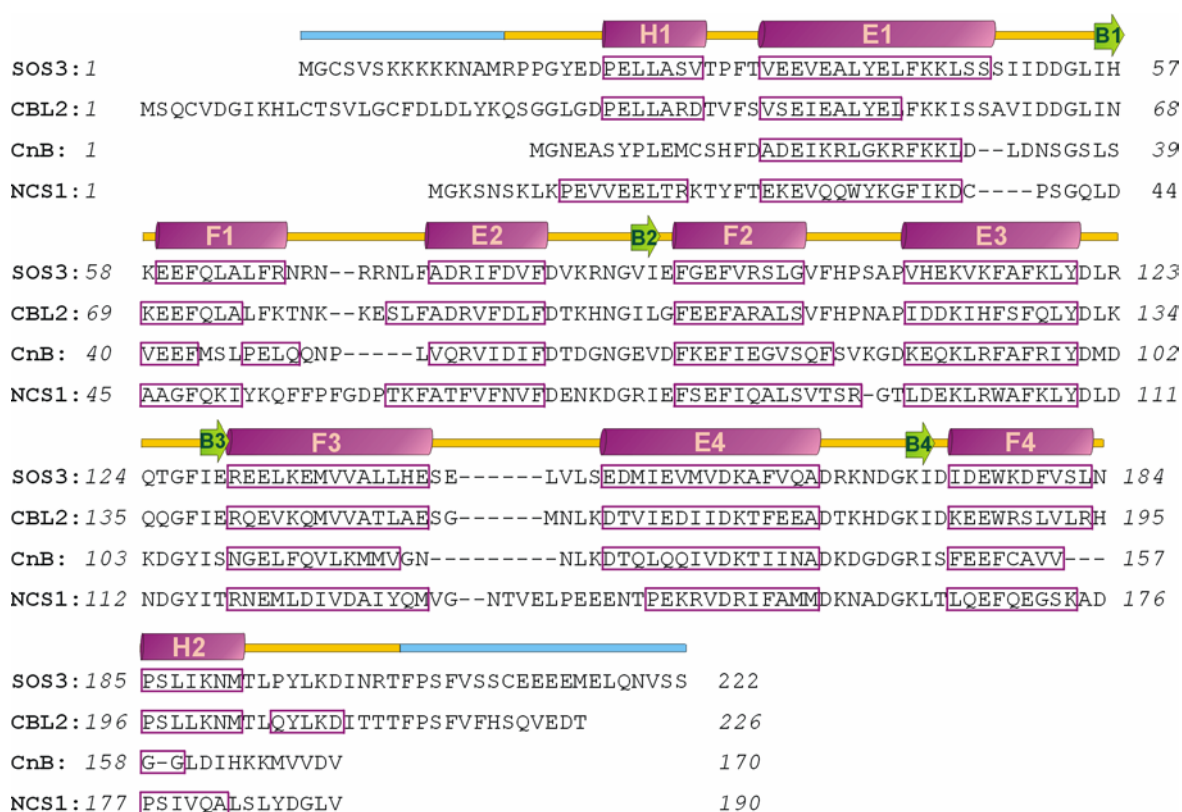 H1 E1 B1
SOS3: 1 MGCSVSKKKKKNAMRPPGYEDPELLASVTPFTVEEVEALYELFKKLSSSIIDDGLIH 57
CBL2: 1 MSQCVDGIKHLCTSVLGCFDLDLYKQSGGLGDPELLARDTVFSVSEIEALYELFKKISSAVIDDGLIN 68
CnB: 1 MGNEASYPLEMCSHFDADEIKRLGKRFKKLD--LDNSGSLS 39
NCS1: 1 MGKSNSKLKPEVVEELTRKTYFTEKEVQQWYKGFIKDC----PSGQLD 44
F1 E2 B2 F2 E3
SOS3: 58 KEEFQLALFRNRN--RRNLFADRIFDVFDVKRNGVIEFGEFVRSLGVFHPSAPVHEKVKFAFKLYDLR 123
CBL2: 69 KEEFQLALFKTNK--KESLFADRVFDLFDTKHNGILGFEEFARALSVFHPNAPIDDKIHFSFQLYDLK 134
CnB: 40 VEEFMSLPELQQNP-----LVQRVIDIFDTDGNGEVDFKEFIEGVSQFSVKGDKEQKLRFAFRIYDMD 102
NCS1: 45 AAGFQKIYKQFFPFGDPTKFATFVFNVFDENKDGRIEFSEFIQALSVTSR-GTLDEKLRWAFKLYDLD 111
B3 F3 E4 B4 F4
SOS3: 124 QTGFIEREELKEMVVALLHESE------LVLSEDMIEVMVDKAFVQADRKNDGKIDIDEWKDFVSLN 184
CBL2: 135 QQGFIERQEVKQMVVATLAESG------MNLKDTVIEDIIDKTFEEADTKHDGKIDKEEWRSLVLRH 195
CnB: 103 KDGYISNGELFQVLKMMVGN---------NLKDTQLQQIVDKTIINADKDGDGRISFEEFCAVV--- 157
NCS1: 112 NDGYITRNEMLDIVDAIYQMVG--NTVELPEEENTPEKRVDRIFAMMDKNADGKLTLQEFQEGSKAD 176
H2
SOS3: 185 PSLIKNMTLPYLKDINRTFPSFVSSCEEEEMELQNVSS 222
CBL2: 196 PSLLKNMTLQYLKDITTTFPSFVFHSQVEDT 226
CnB: 158 G-GLDIHKKMVVDV 170
NCS1: 177 PSIVQALSLYDGLV 190